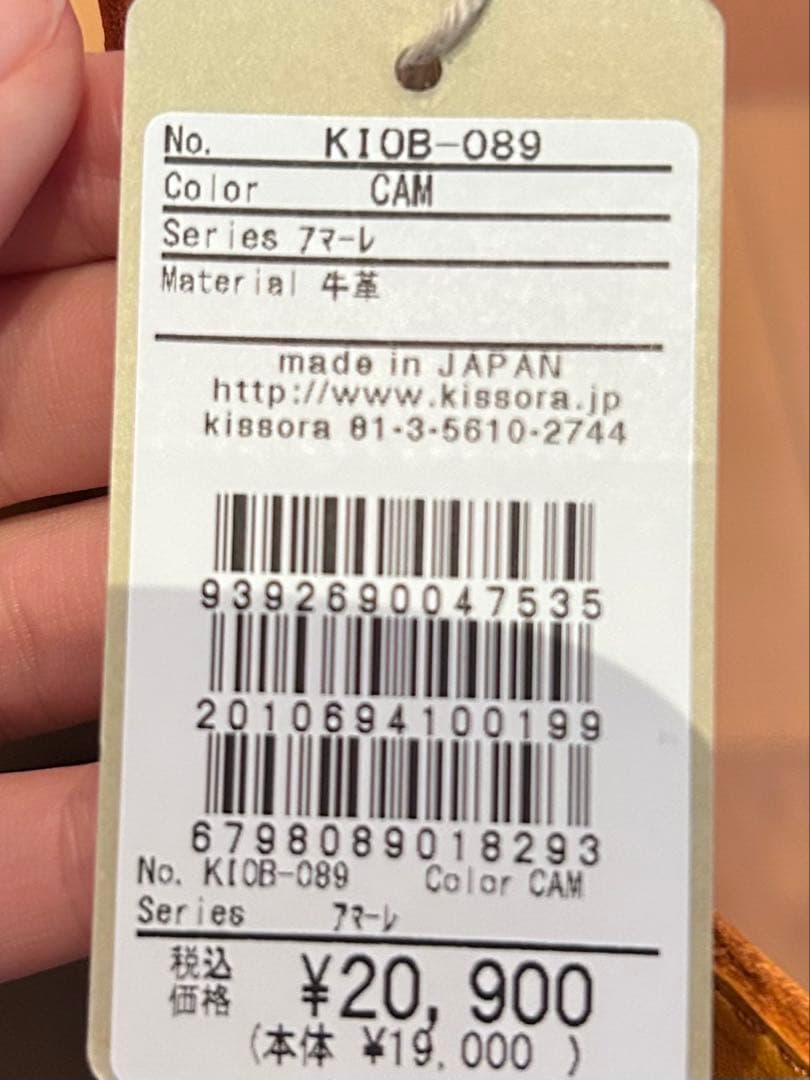 No. KIOB-089
Color CAM
Series アマーレ
Material 牛革
made in JAPAN
http://www.kissora.jp
kissora 81-3-5610-2744
9392690047535
2010694100199
6798089018293
No. KIOB-089 Color CAM
Series アマーレ
税込価格 ¥20,900
(本体 ¥19,000 )